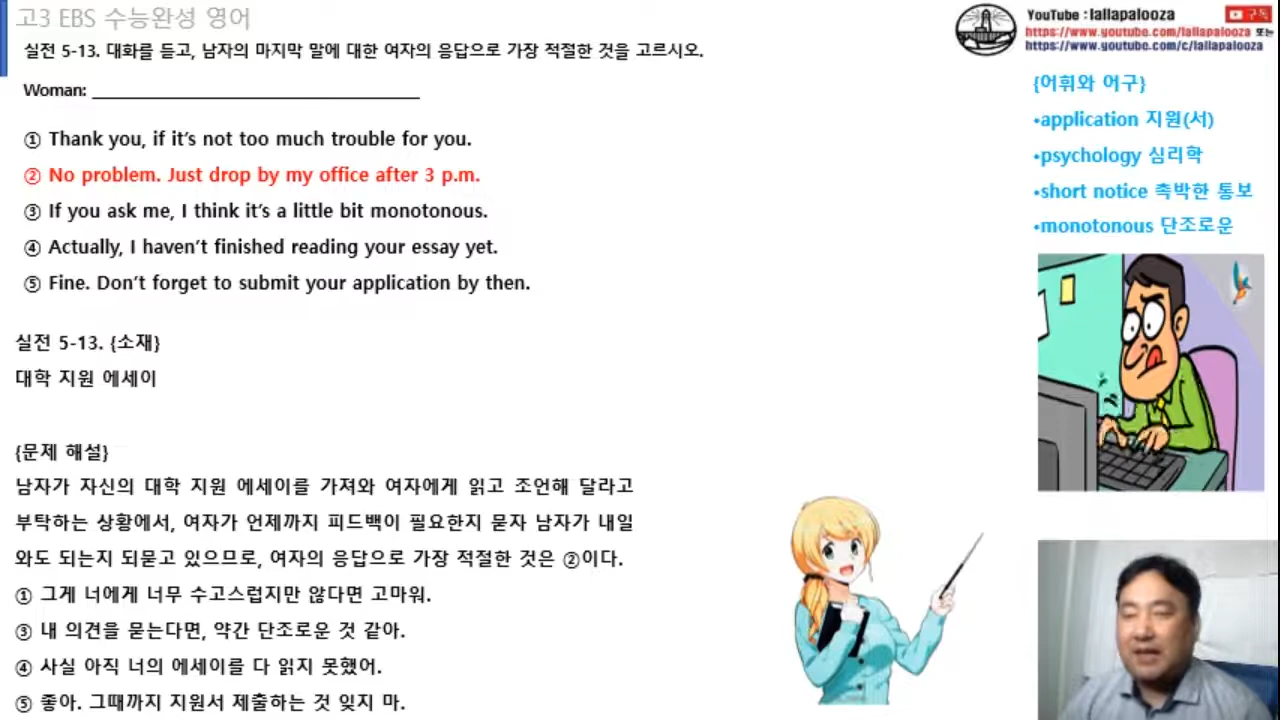 고3 EBS 수능완성 영어
실전 5-13. 대화를 듣고, 남자의 마지막 말에 대한 여자의 응답으로 가장 적절한 것을 고르시오.
Woman: ________________________________
① Thank you, if it’s not too much trouble for you.
② No problem. Just drop by my office after 3 p.m.
③ If you ask me, I think it’s a little bit monotonous.
④ Actually, I haven’t finished reading your essay yet.
⑤ Fine. Don’t forget to submit your application by then.
실전 5-13. {소재}
대학 지원 에세이
{문제 해설}
남자가 자신의 대학 지원 에세이를 가져와 여자에게 읽고 조언해 달라고
부탁하는 상황에서, 여자가 언제까지 피드백이 필요한지 묻자 남자가 내일
와도 되는지 되묻고 있으므로, 여자의 응답으로 가장 적절한 것은 ②이다.
① 그게 너에게 너무 수고스럽지만 않다면 고마워.
③ 내 의견을 묻는다면, 약간 단조로운 것 같아.
④ 사실 아직 너의 에세이를 다 읽지 못했어.
⑤ 좋아. 그때까지 지원서 제출하는 것 잊지 마.
YouTube : lallapalooza
구독
https://www.youtube.com/lallapalooza 또는
https://www.youtube.com/c/lallapalooza
{어휘와 어구}
•application 지원(서)
•psychology 심리학
•short notice 촉박한 통보
•monotonous 단조로운